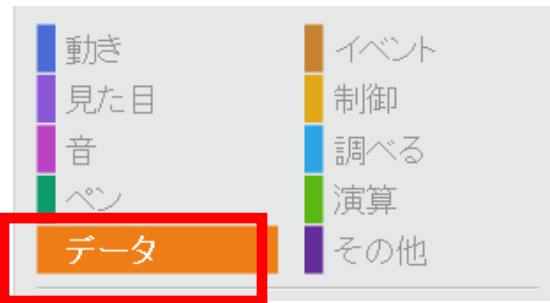 動き イベント
見た目 制御
音 調べる
ペン 演算
データ その他